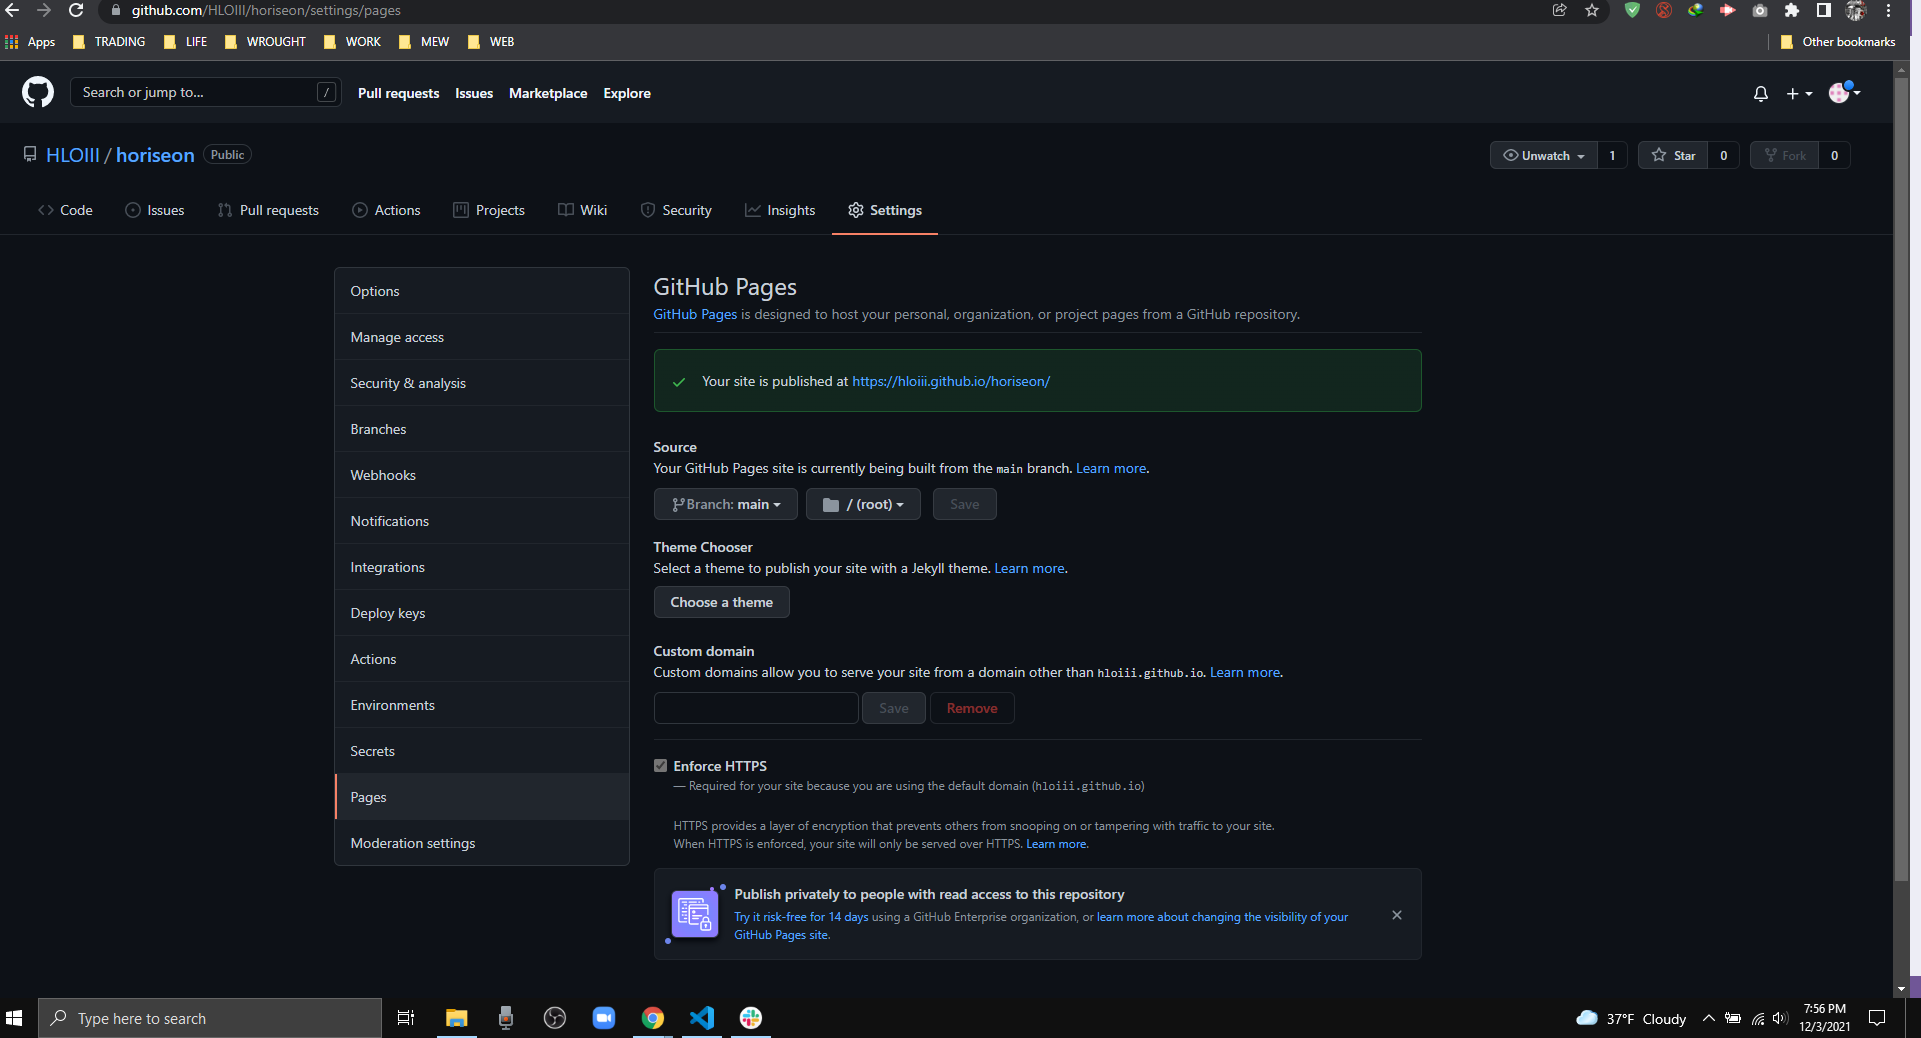 github.com/HLOIII/horiseon/settings/pages
Apps TRADING LIFE WROUGHT WORK MEW WEB Other bookmarks
Search or jump to... / Pull requests Issues Marketplace Explore
HLOIII / horiseon Public Unwatch 1 Star 0 Fork 0
Code Issues Pull requests Actions Projects Wiki Security Insights Settings
Options
Manage access
Security & analysis
Branches
Webhooks
Notifications
Integrations
Deploy keys
Actions
Environments
Secrets
Pages
Moderation settings
GitHub Pages
GitHub Pages is designed to host your personal, organization, or project pages from a GitHub repository.
Your site is published at https://hloiii.github.io/horiseon/
Source
Your GitHub Pages site is currently being built from the main branch. Learn more.
Branch: main / (root) Save
Theme Chooser
Select a theme to publish your site with a Jekyll theme. Learn more.
Choose a theme
Custom domain
Custom domains allow you to serve your site from a domain other than hloiii.github.io. Learn more.
Save Remove
Enforce HTTPS
— Required for your site because you are using the default domain (hloiii.github.io)
HTTPS provides a layer of encryption that prevents others from snooping on or tampering with traffic to your site.
When HTTPS is enforced, your site will only be served over HTTPS. Learn more.
Publish privately to people with read access to this repository
Try it risk-free for 14 days using a GitHub Enterprise organization, or learn more about changing the visibility of your
GitHub Pages site.
Type here to search
37°F Cloudy
7:56 PM
12/3/2021